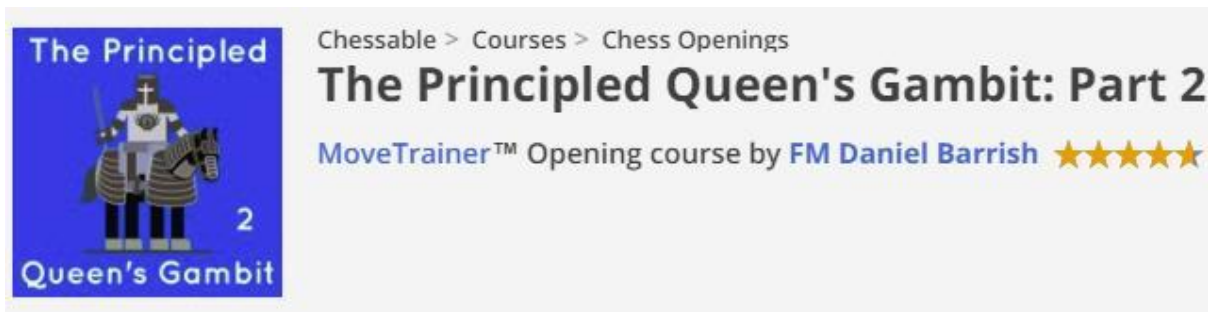 The Principled
2
Queen's Gambit
Chessable > Courses > Chess Openings
The Principled Queen's Gambit: Part 2
MoveTrainer™ Opening course by FM Daniel Barrish